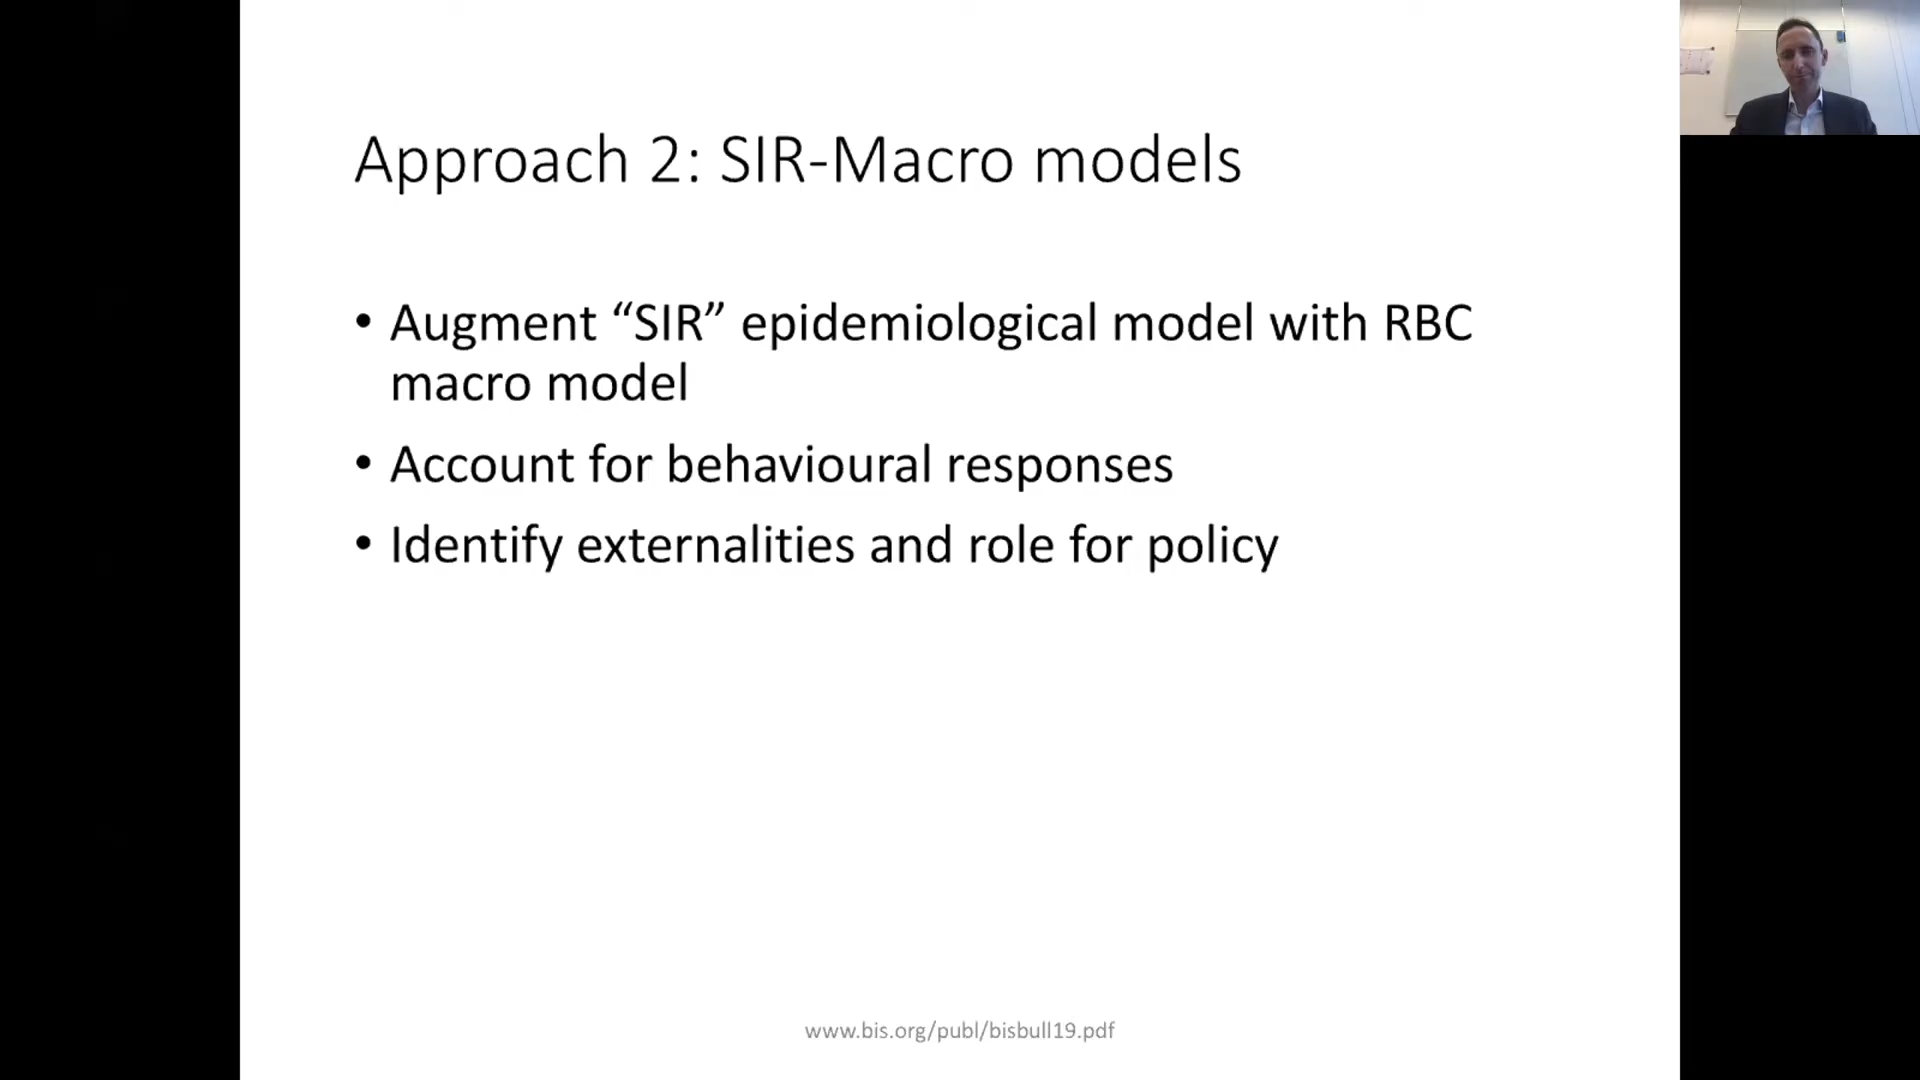 Approach 2: SIR-Macro models
• Augment “SIR” epidemiological model with RBC
macro model
• Account for behavioural responses
• Identify externalities and role for policy
www.bis.org/publ/bisbull19.pdf